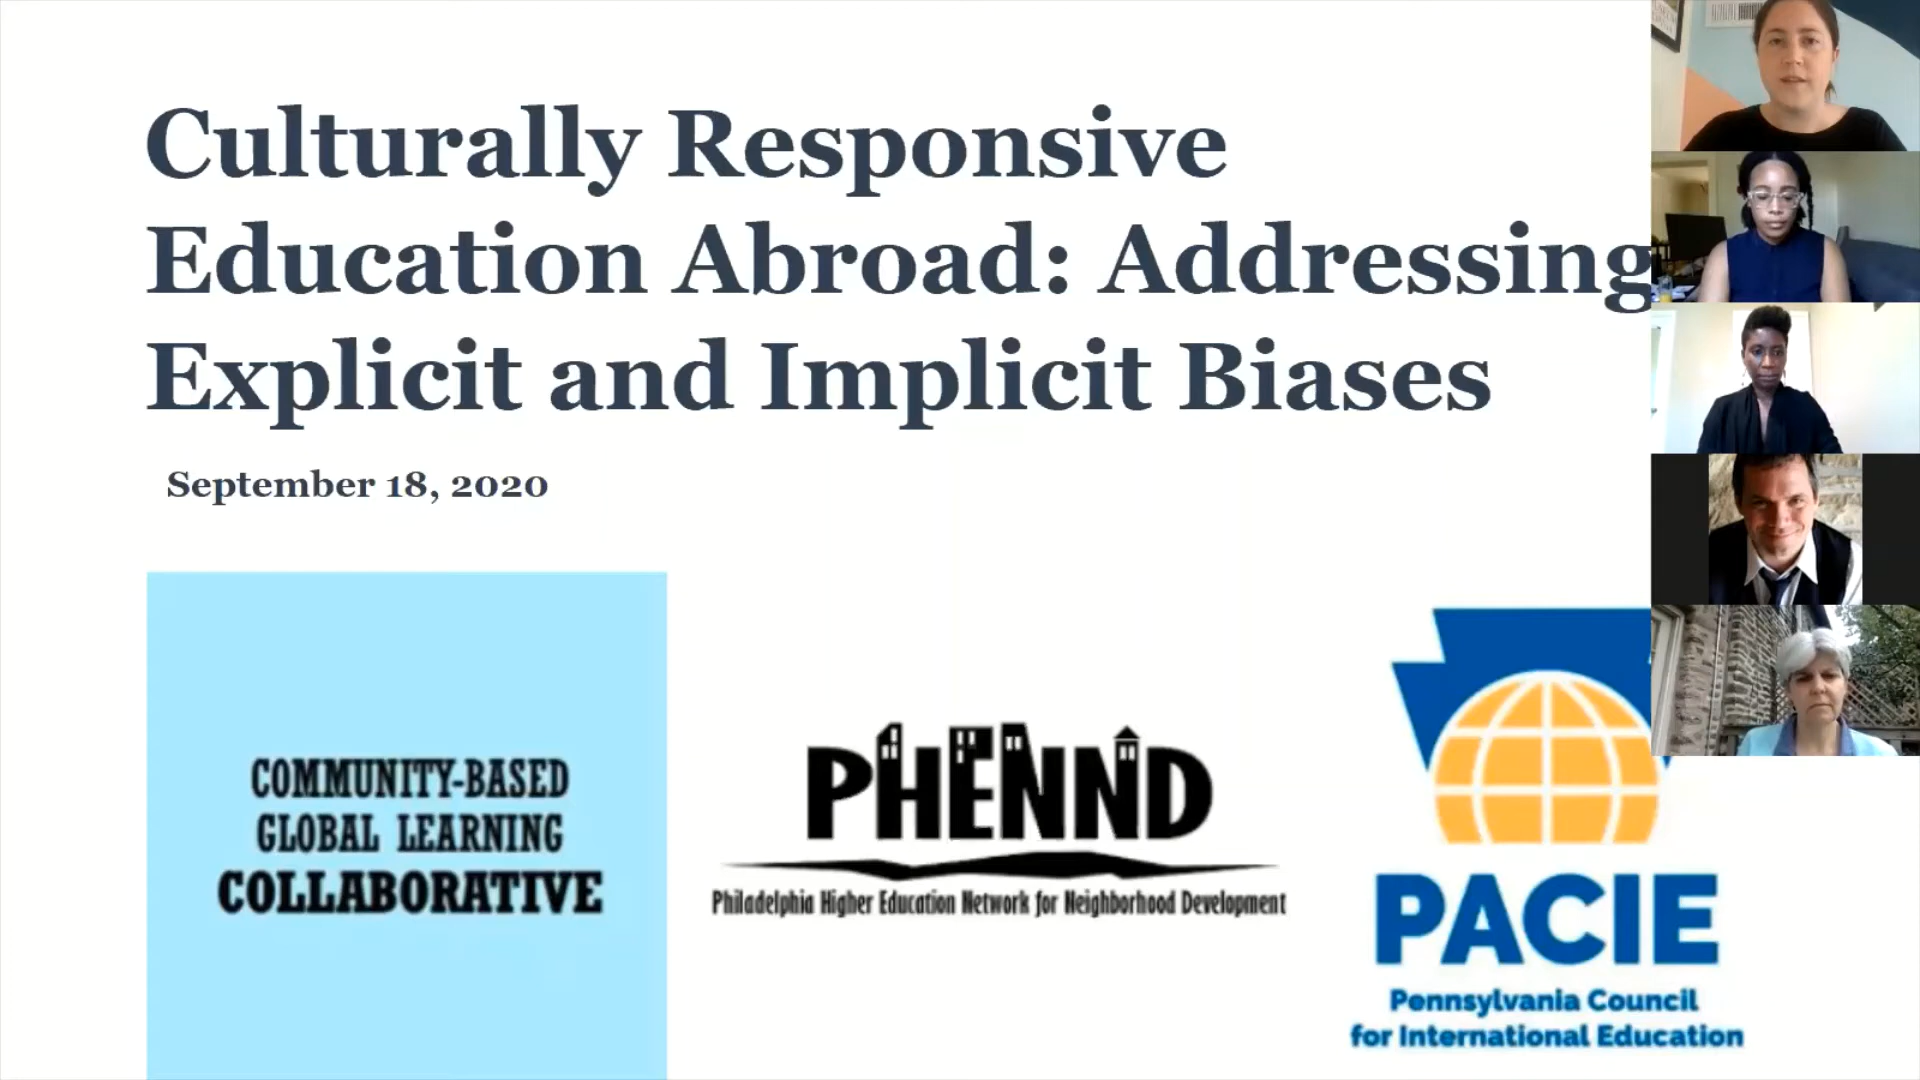 Culturally Responsive
Education Abroad: Addressing
Explicit and Implicit Biases
September 18, 2020
COMMUNITY-BASED
GLOBAL LEARNING
COLLABORATIVE
PHENND
Philadelphia Higher Education Network for Neighborhood Development
PACIE
Pennsylvania Council
for International Education